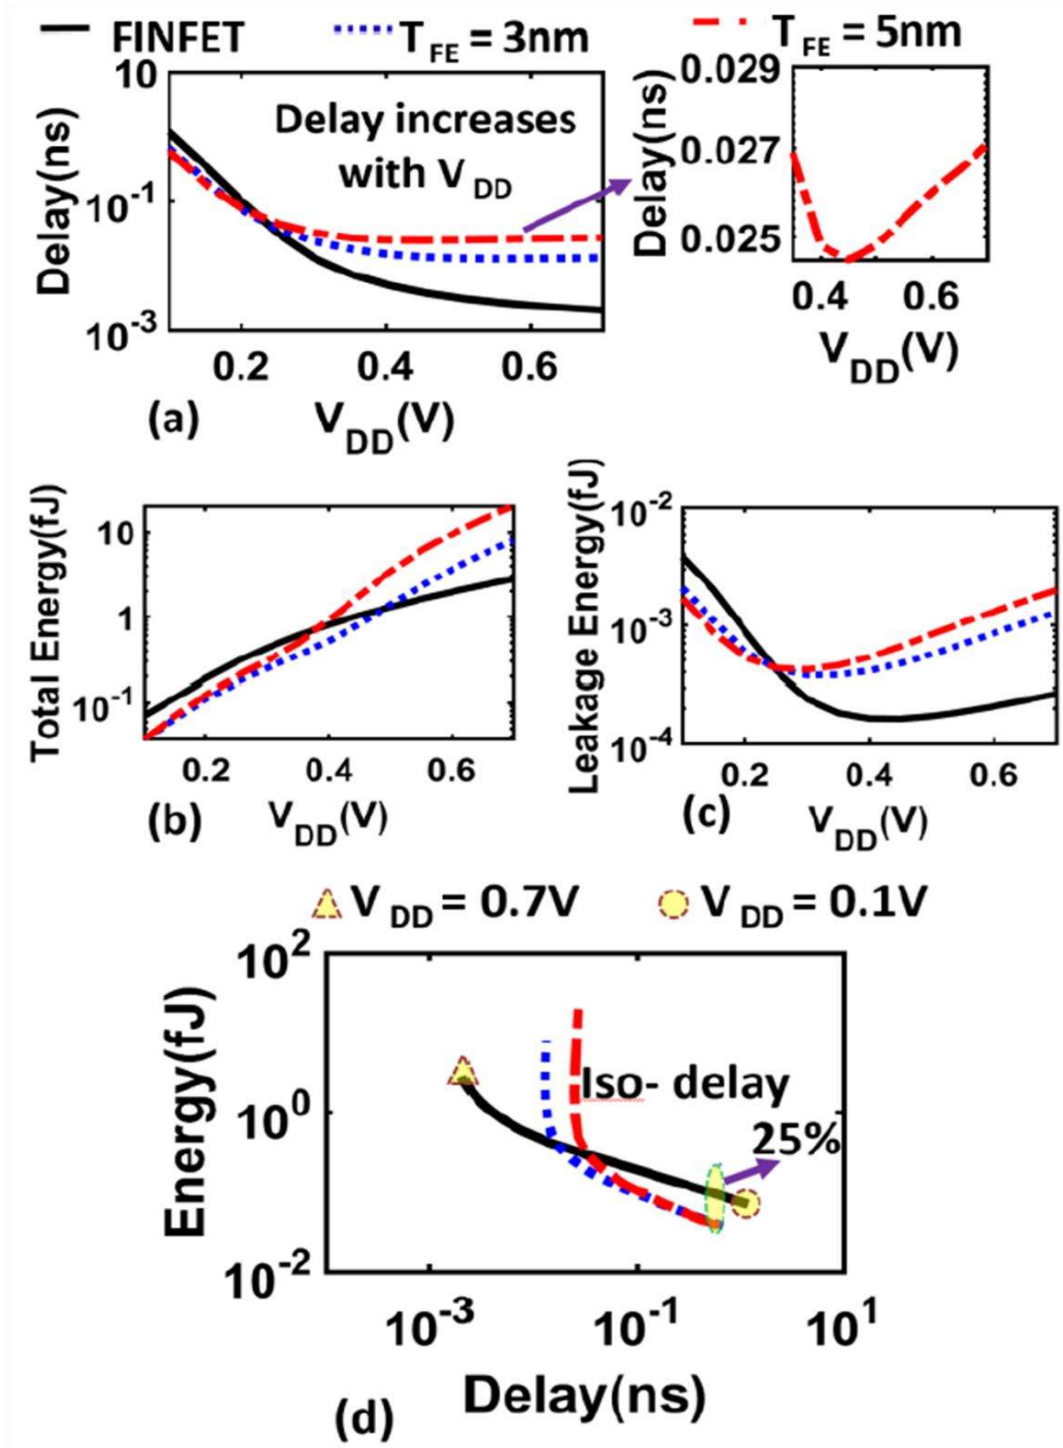 FINFET T FE = 3nm T FE = 5nm
10
10-1
10-3
Delay(ns)
Delay increases
with V DD
0.2 0.4 0.6
V DD (V)
(a)
0.029
0.027
0.025
Delay(ns)
0.4 0.6
V DD (V)
10
1
10-1
Total Energy(fJ)
0.2 0.4 0.6
V DD (V)
(b)
10-2
10-3
10-4
Leakage Energy(fJ)
0.2 0.4 0.6
V DD (V)
(c)
V DD = 0.7V V DD = 0.1V
102
100
10-2
Energy(fJ)
Iso- delay
25%
10-3 10-1 101
Delay(ns)
(d)